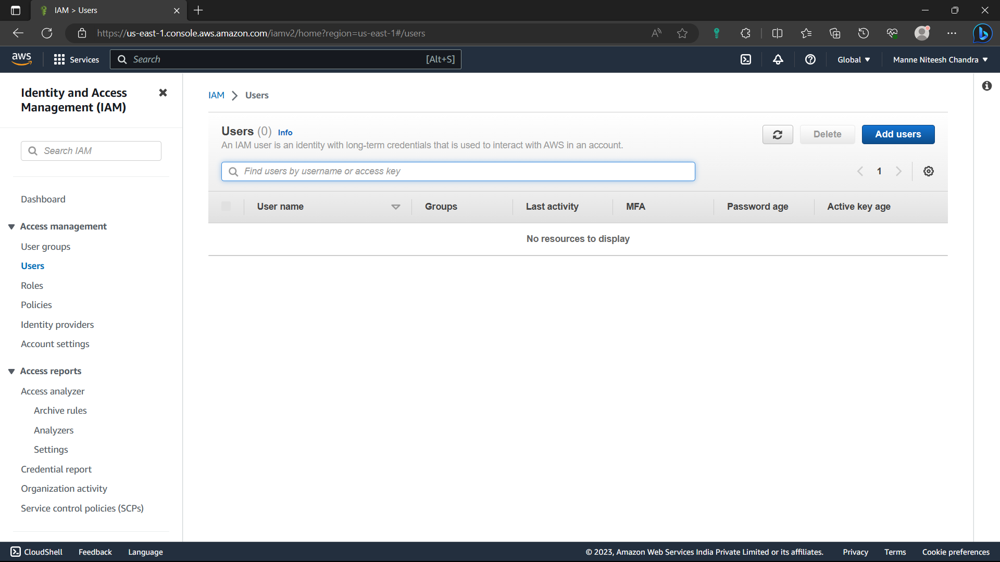 IAM > Users
https://us-east-1.console.aws.amazon.com/iamv2/home?region=us-east-1#/users
aws
Services
Search
[Alt+S]
Global
Manne Niteesh Chandra
Identity and Access
Management (IAM)
Search IAM
Dashboard
Access management
User groups
Users
Roles
Policies
Identity providers
Account settings
Access reports
Access analyzer
Archive rules
Analyzers
Settings
Credential report
Organization activity
Service control policies (SCPs)
IAM > Users
Users (0) Info
An IAM user is an identity with long-term credentials that is used to interact with AWS in an account.
Delete
Add users
Find users by username or access key
1
User name Groups Last activity MFA Password age Active key age
No resources to display
CloudShell Feedback Language
© 2023, Amazon Web Services India Private Limited or its affiliates. Privacy Terms Cookie preferences